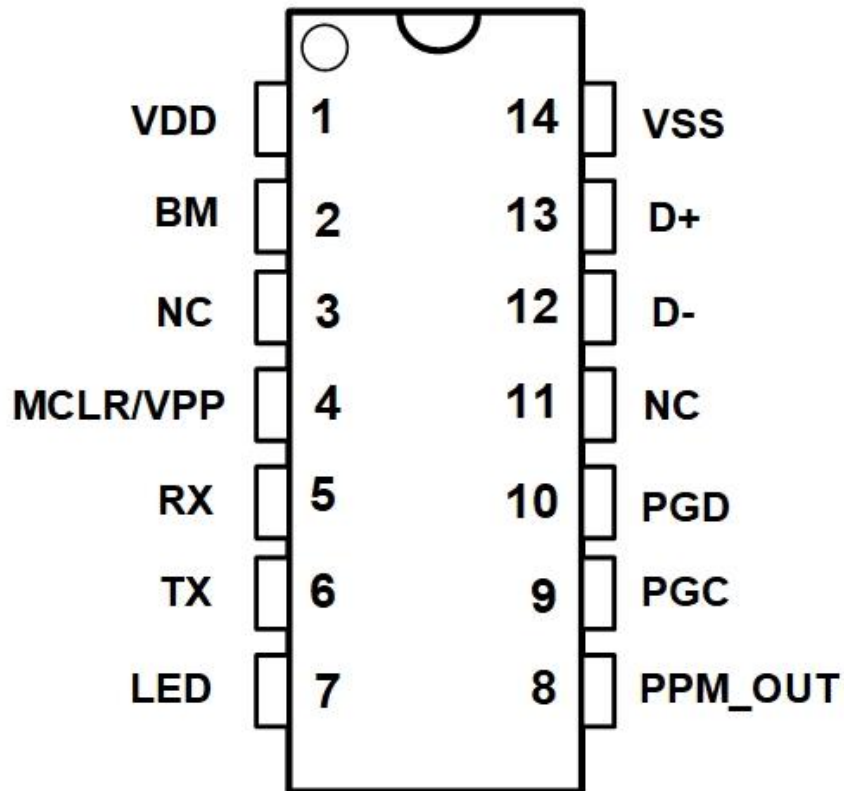 VDD 1 14 VSS
BM 2 13 D+
NC 3 12 D-
MCLR/VPP 4 11 NC
RX 5 10 PGD
TX 6 9 PGC
LED 7 8 PPM_OUT